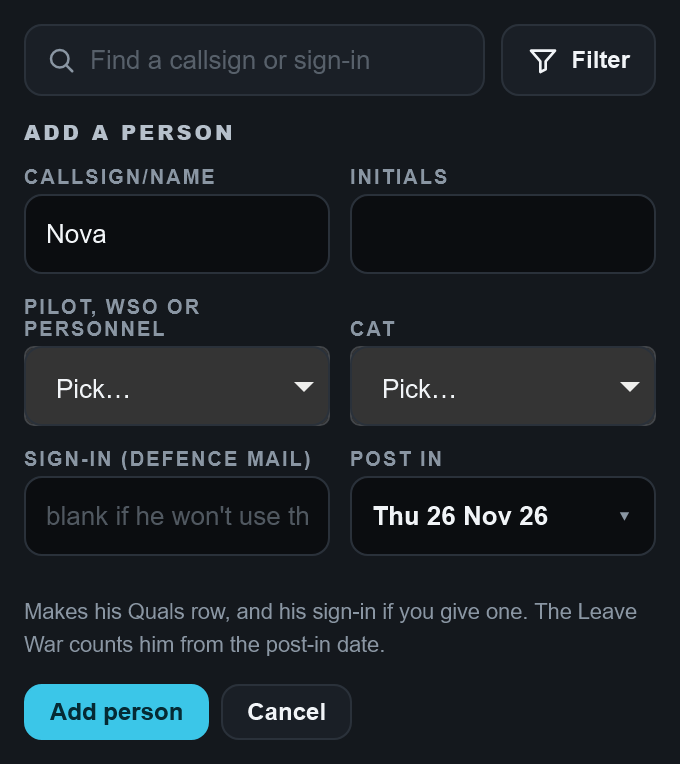 Find a callsign or sign-in
Filter
ADD A PERSON
CALLSIGN/NAME
INITIALS
Nova
PILOT, WSO OR
PERSONNEL
CAT
Pick…
Pick…
SIGN-IN (DEFENCE MAIL)
POST IN
blank if he won't use th
Thu 26 Nov 26
Makes his Quals row, and his sign-in if you give one. The Leave
War counts him from the post-in date.
Add person
Cancel